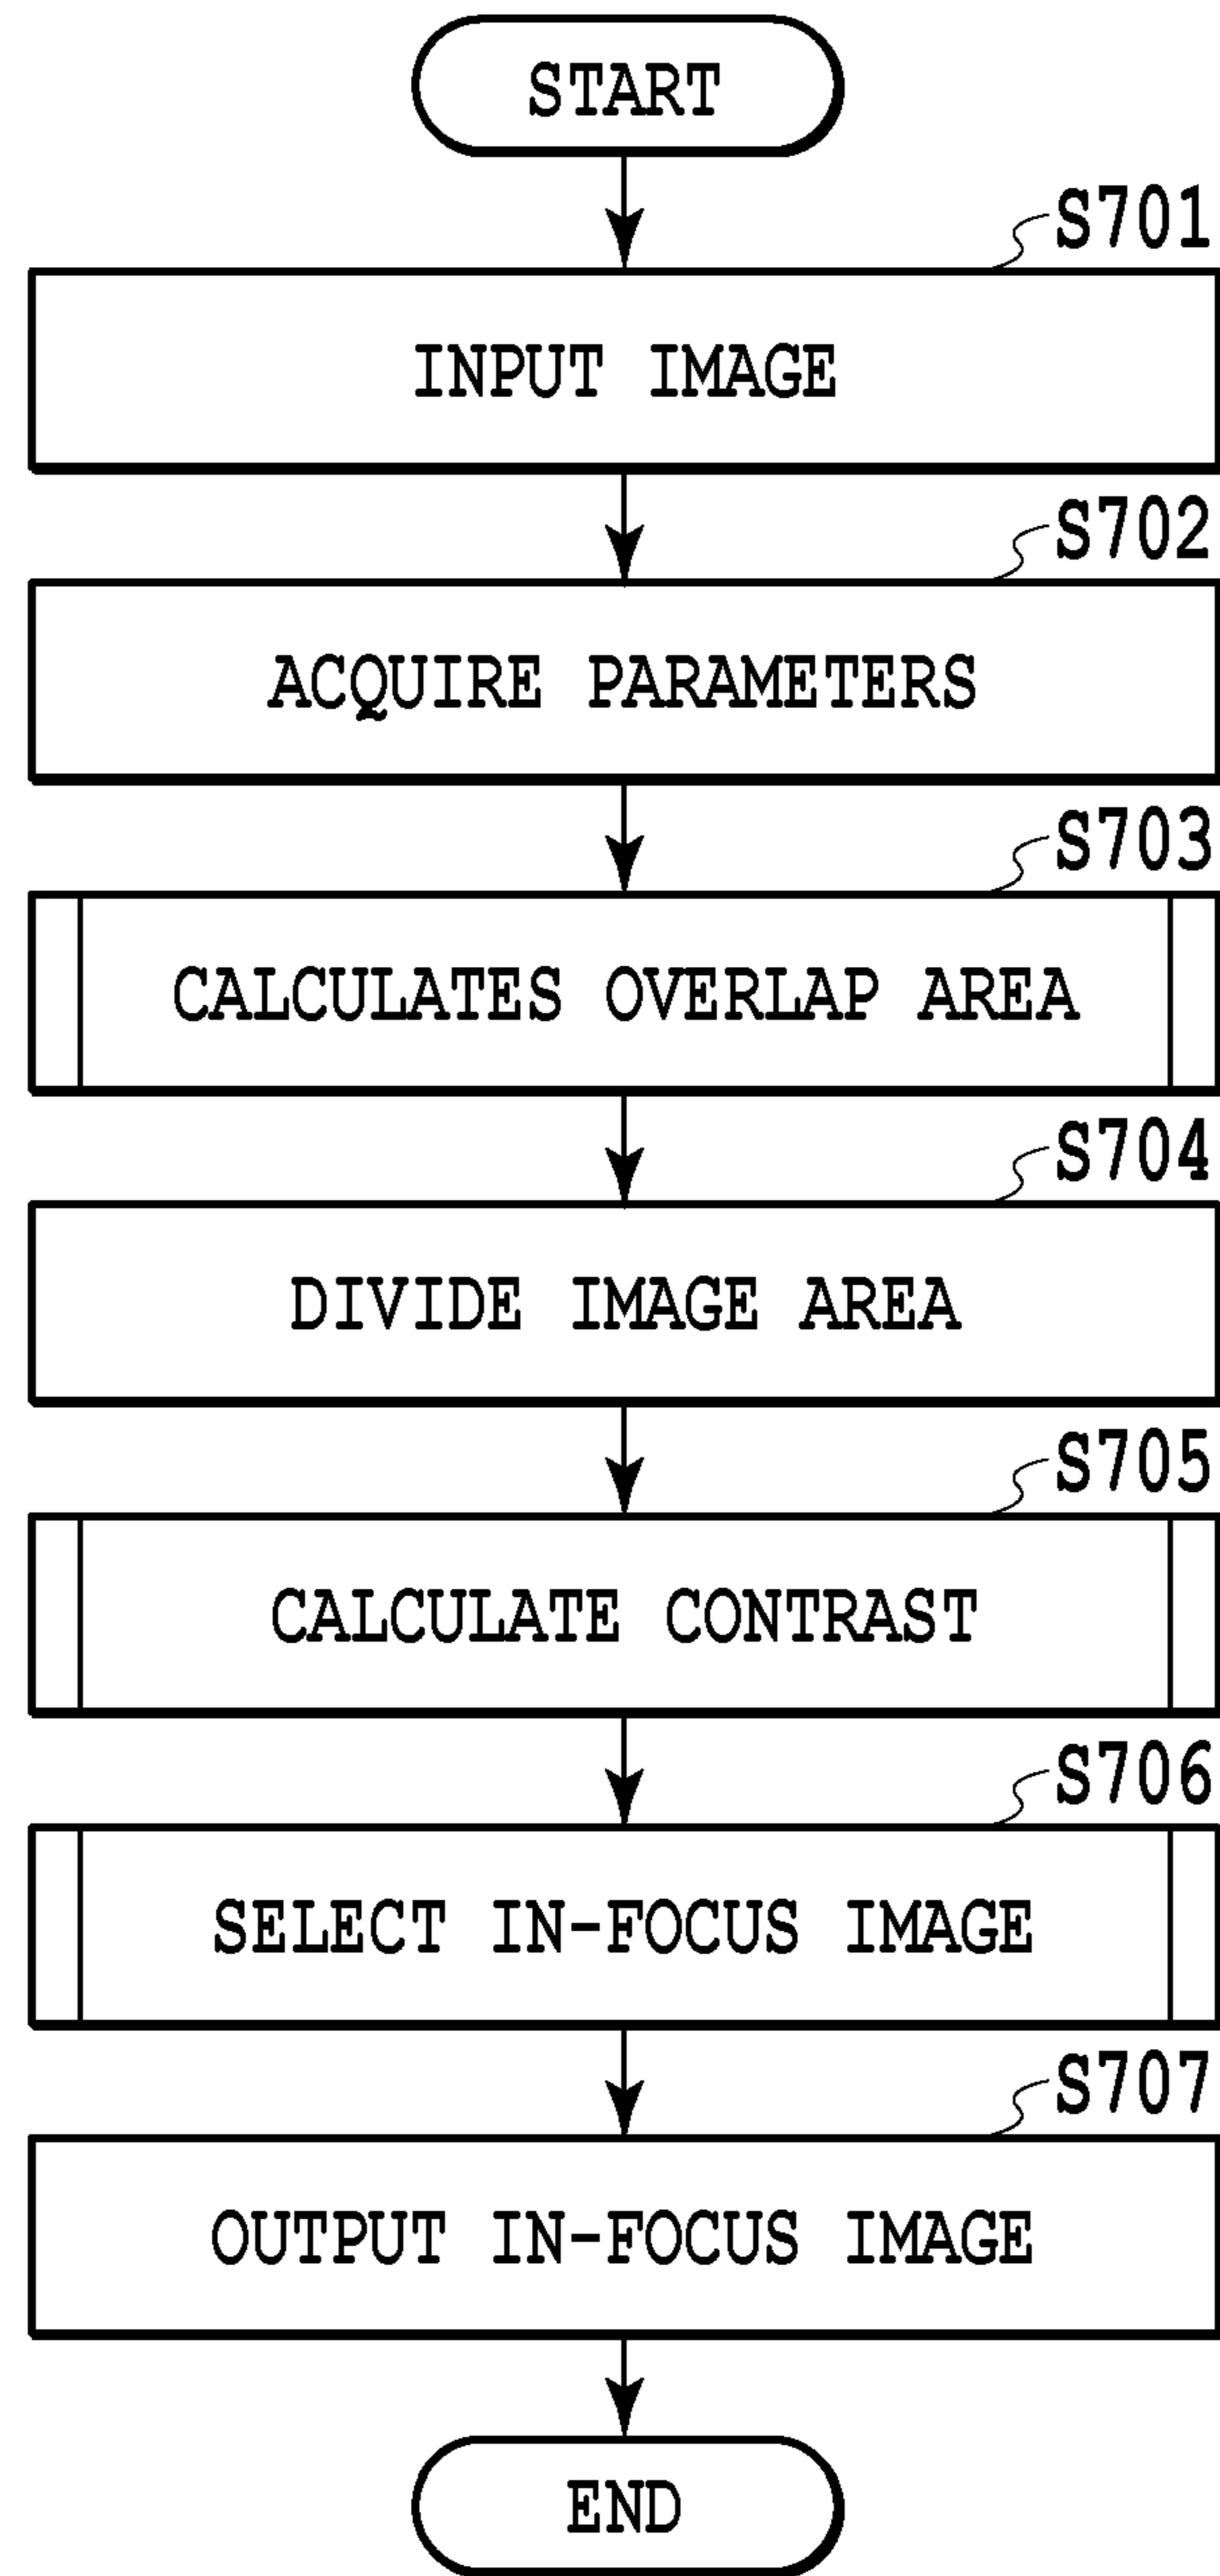 START
S701
INPUT IMAGE
S702
ACQUIRE PARAMETERS
S703
CALCULATES OVERLAP AREA
S704
DIVIDE IMAGE AREA
S705
CALCULATE CONTRAST
S706
SELECT IN-FOCUS IMAGE
S707
OUTPUT IN-FOCUS IMAGE
END